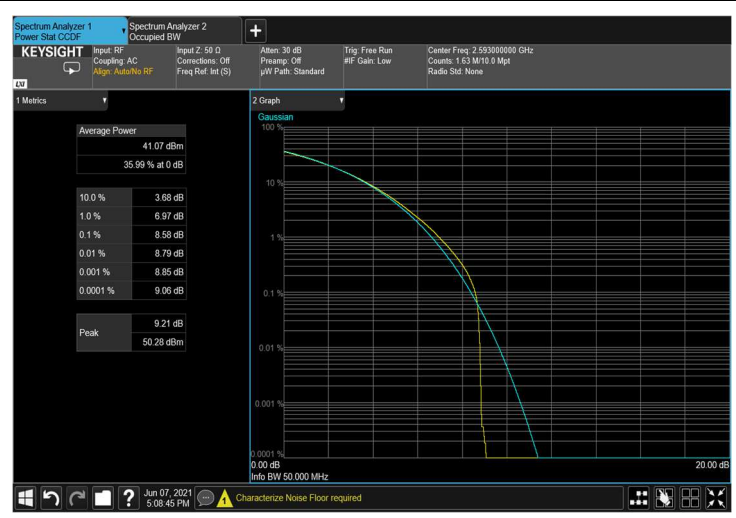 Spectrum Analyzer 1
Power Stat CCDF
Spectrum Analyzer 2
Occupied BW
KEYSIGHT
LXI
Input: RF
Coupling: AC
Align: Auto/No RF
Input Z: 50 Ω
Corrections: Off
Freq Ref: Int (S)
Atten: 30 dB
Preamp: Off
µW Path: Standard
Trig: Free Run
#IF Gain: Low
Center Freq: 2.593000000 GHz
Counts: 1.63 M/10.0 Mpt
Radio Std: None
1 Metrics
Average Power
41.07 dBm
35.99 % at 0 dB
10.0 % 3.68 dB
1.0 % 6.97 dB
0.1 % 8.58 dB
0.01 % 8.79 dB
0.001 % 8.85 dB
0.0001 % 9.06 dB
Peak
9.21 dB
50.28 dBm
2 Graph
Gaussian
100 %
10 %
1 %
0.1 %
0.01 %
0.001 %
0.0001 %
0.00 dB
20.00 dB
Info BW 50.000 MHz
?
Jun 07, 2021
5:08:45 PM
Characterize Noise Floor required